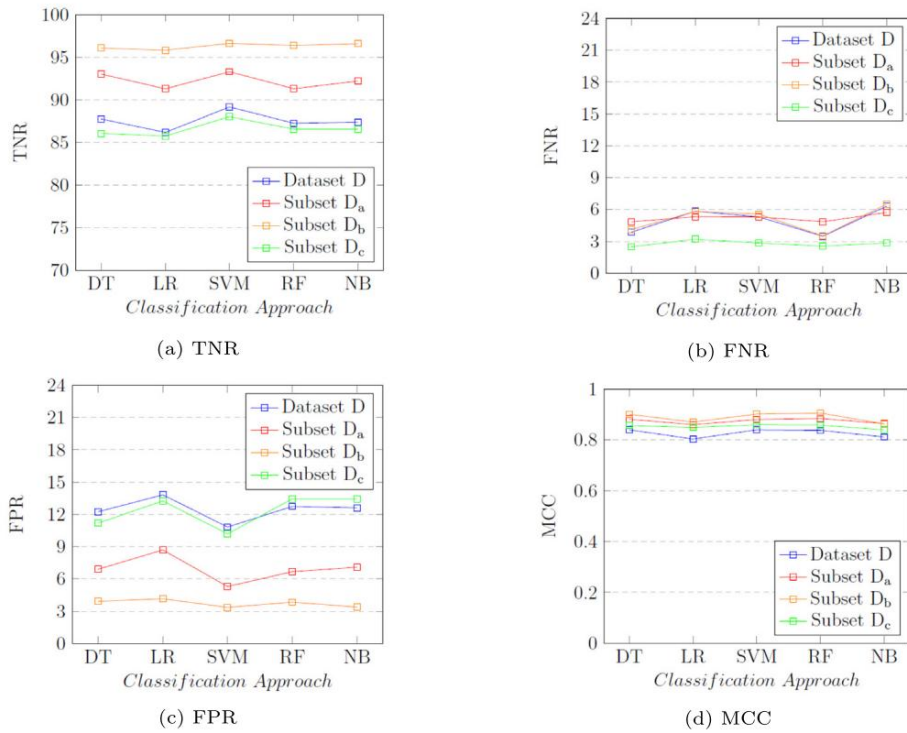 100
95
90
85
80
75
70
TNR
Dataset D
Subset Da
Subset Db
Subset Dc
DT LR SVM RF NB
Classification Approach
(a) TNR
24
21
18
15
12
9
6
3
0
FNR
Dataset D
Subset Da
Subset Db
Subset Dc
DT LR SVM RF NB
Classification Approach
(b) FNR
24
21
18
15
12
9
6
3
0
FPR
Dataset D
Subset Da
Subset Db
Subset Dc
DT LR SVM RF NB
Classification Approach
(c) FPR
1
0.8
0.6
0.4
0.2
0
MCC
Dataset D
Subset Da
Subset Db
Subset Dc
DT LR SVM RF NB
Classification Approach
(d) MCC